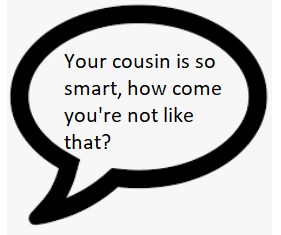 Your cousin is so
smart, how come
you're not like
that?